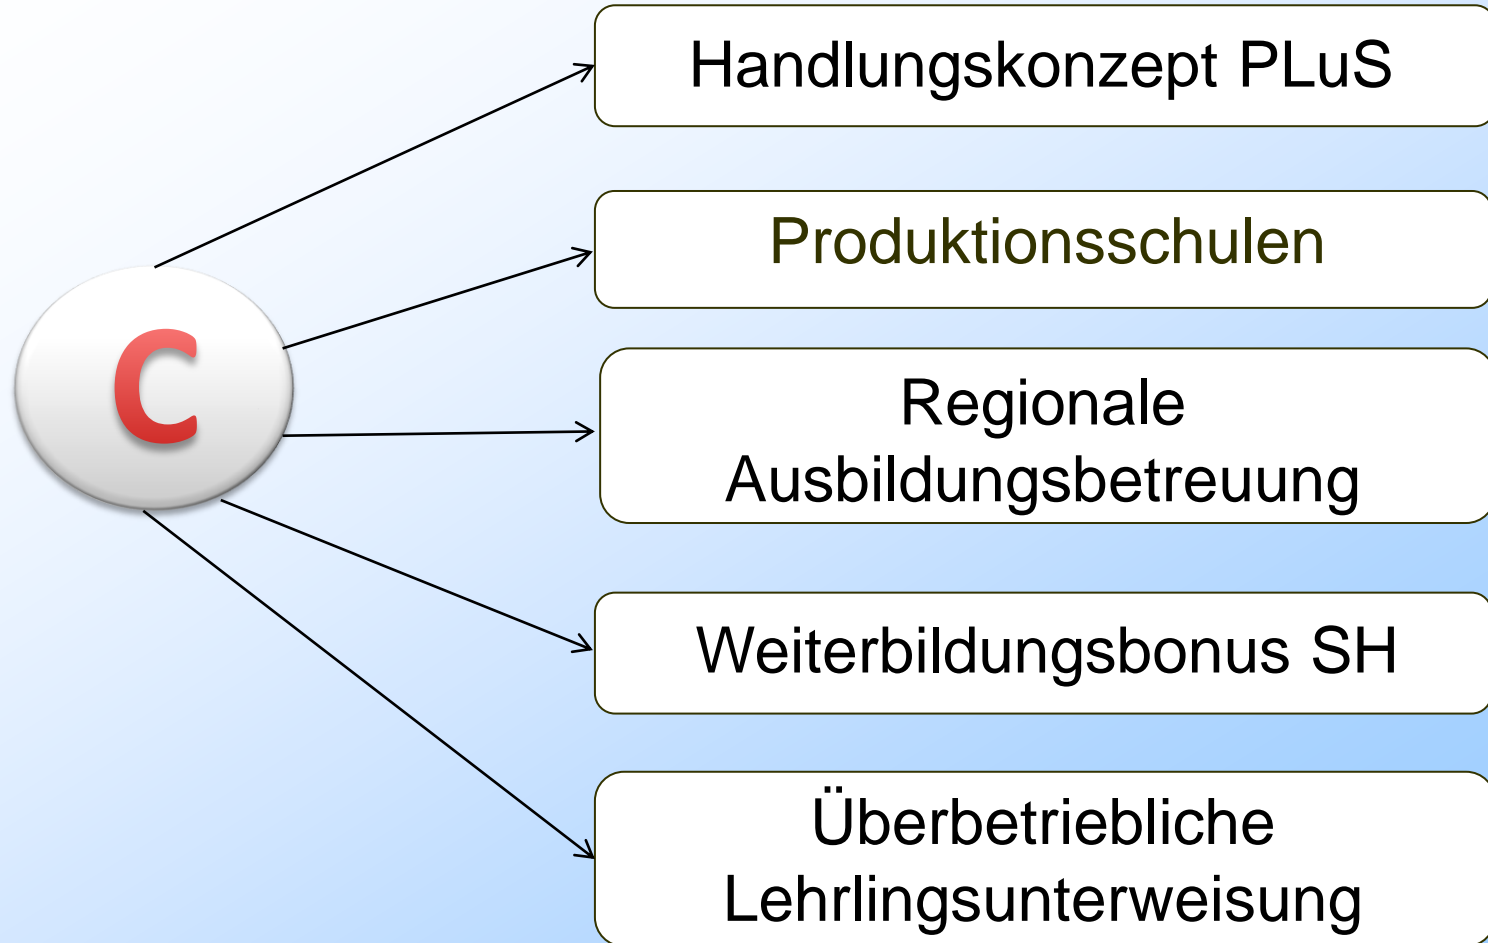 Handlungskonzept PLuS
Produktionsschulen
C
Regionale
Ausbildungsbetreuung
Weiterbildungsbonus SH
Überbetriebliche
Lehrlingsunterweisung